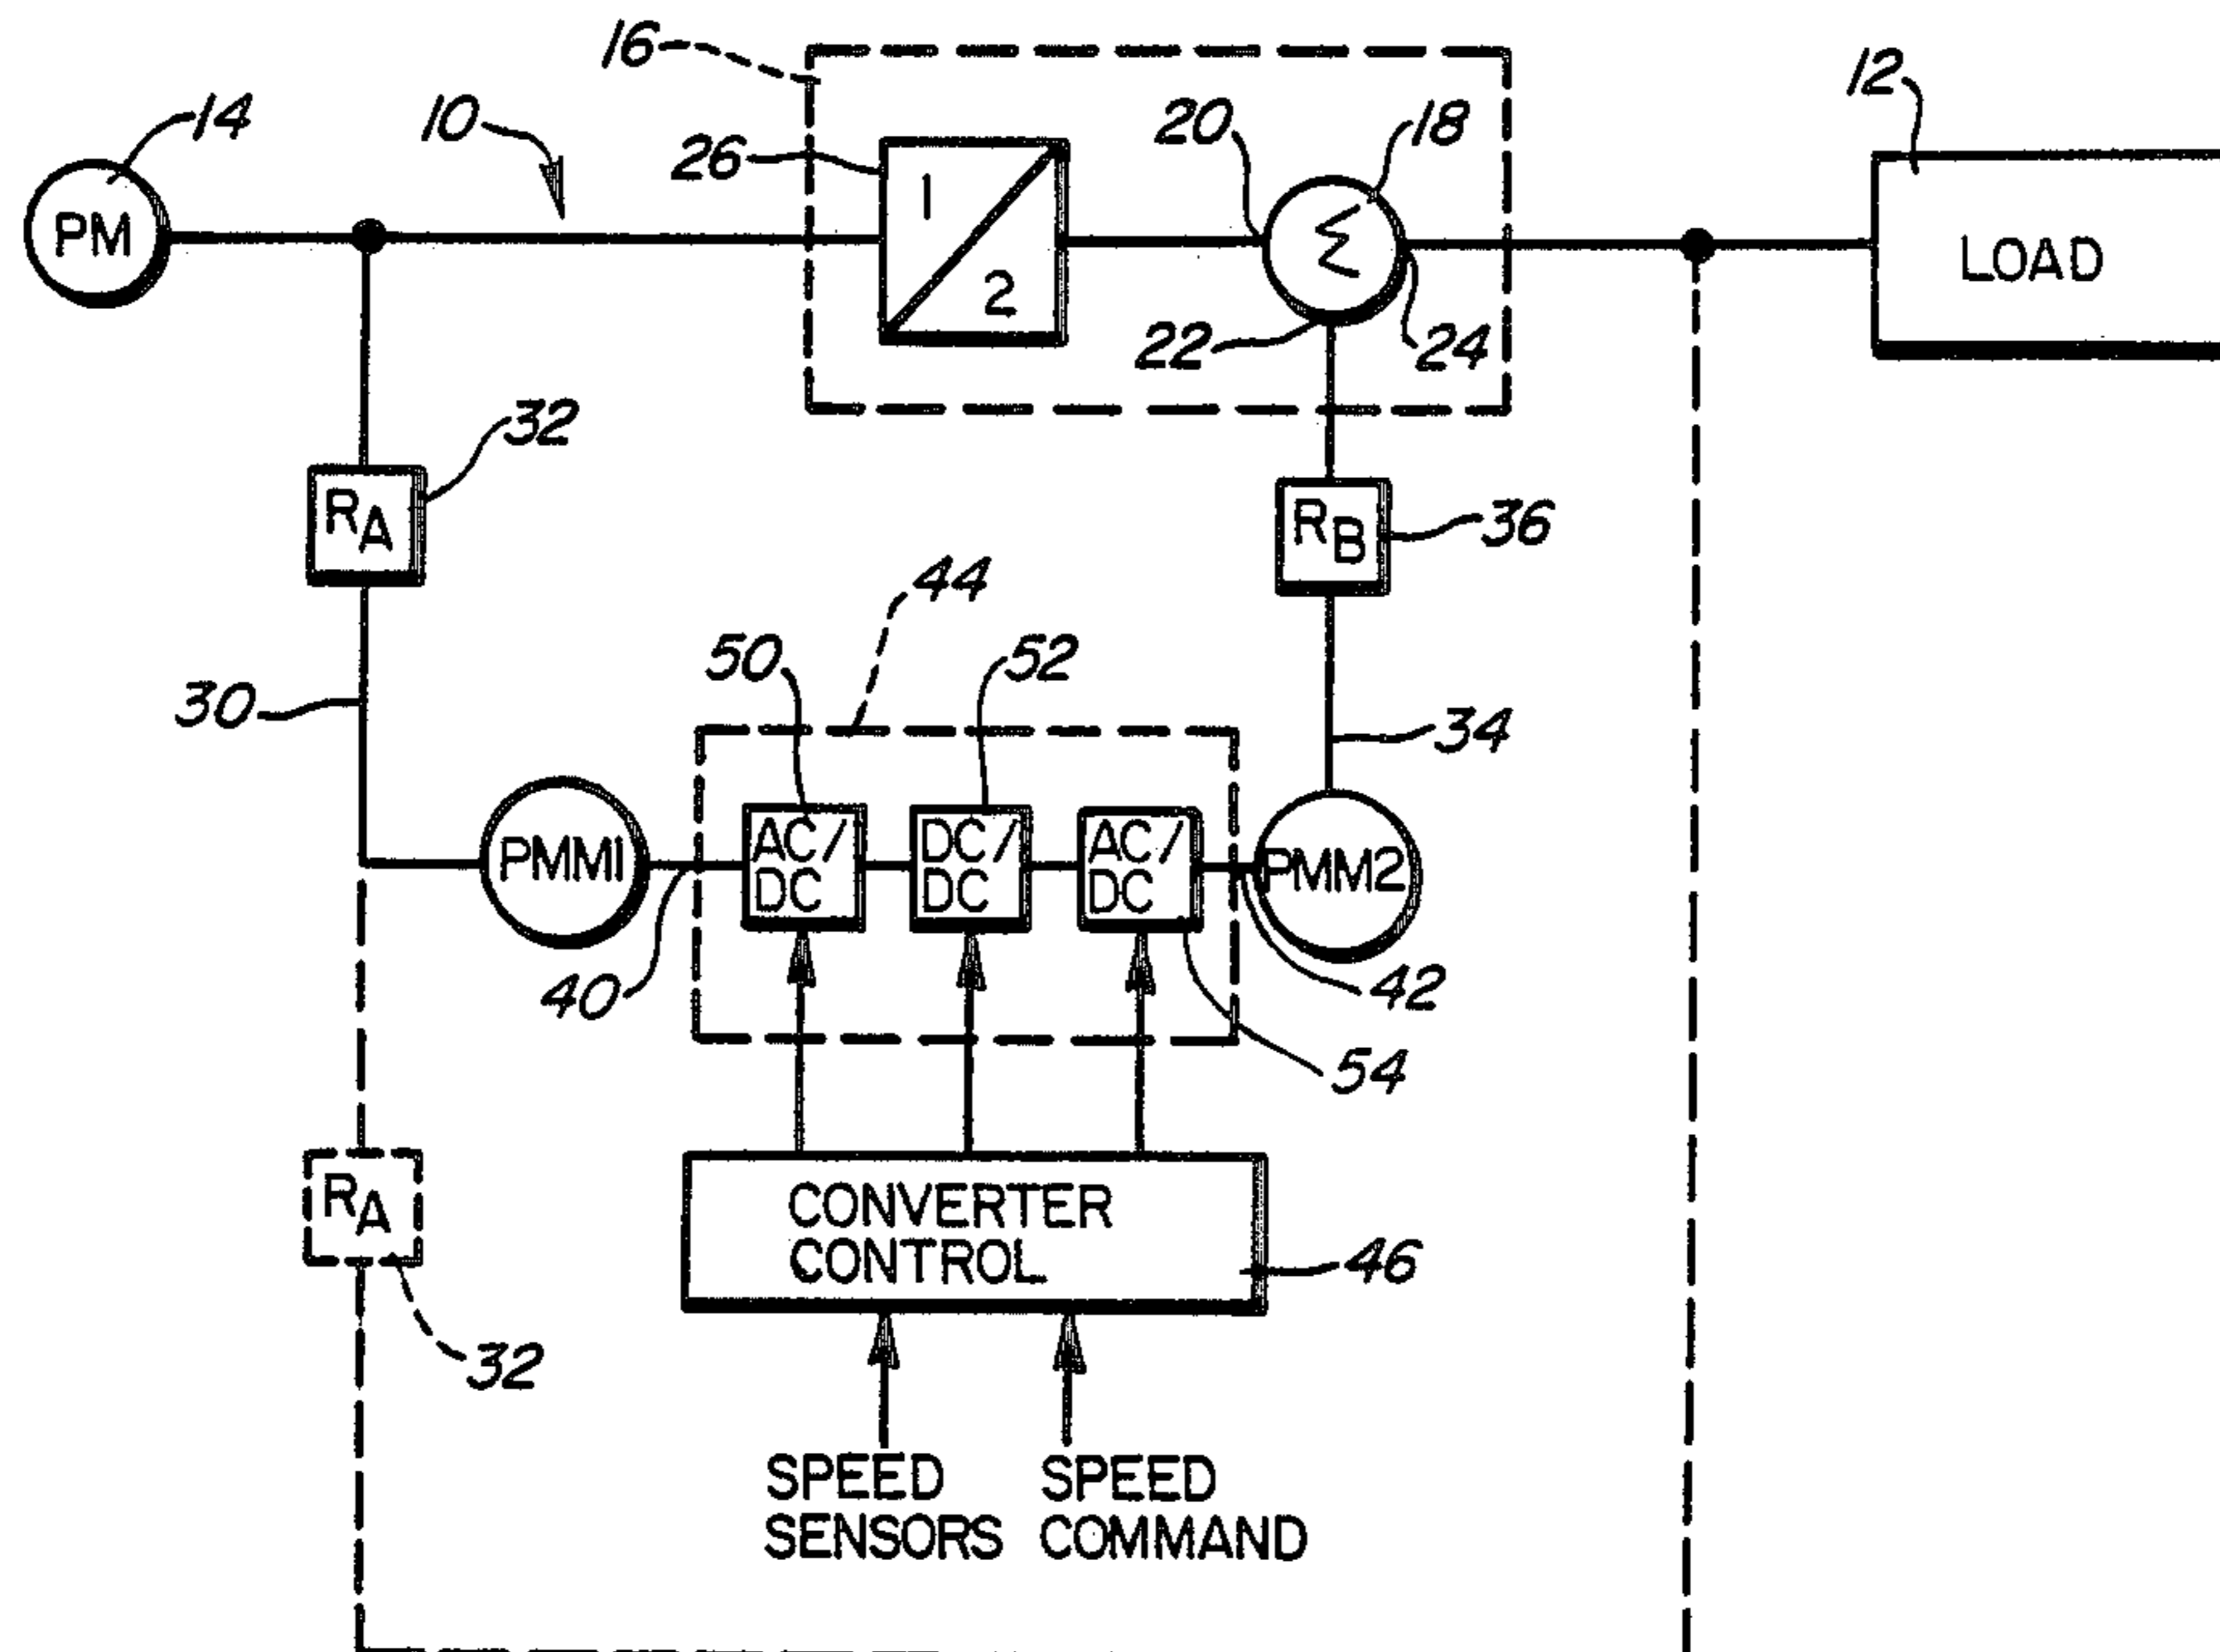 16
12
14
10
20
18
26
PM
1
2
Σ
LOAD
22
24
32
RA
RB
36
44
50
52
30
34
PMM1
AC/
DC
DC/
DC
AC/
DC
PMM2
40
42
54
RA
CONVERTER
CONTROL
46
32
SPEED
SENSORS
SPEED
COMMAND